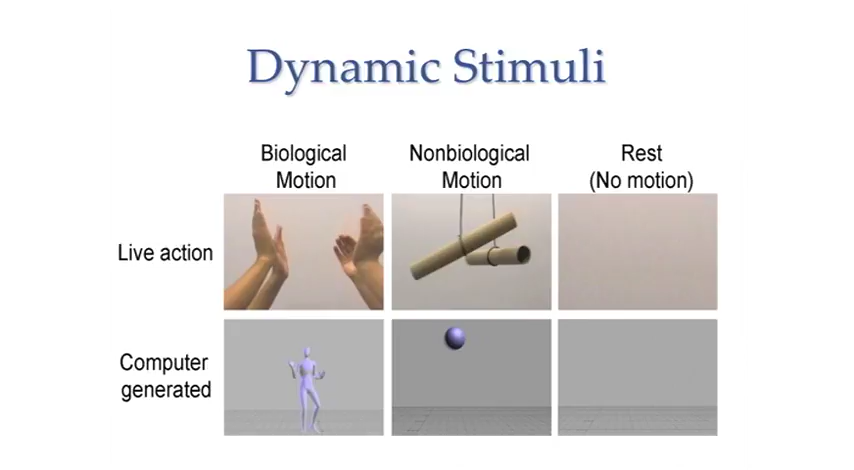 Dynamic Stimuli
Biological
Motion
Nonbiological
Motion
Rest
(No motion)
Live action
Computer
generated